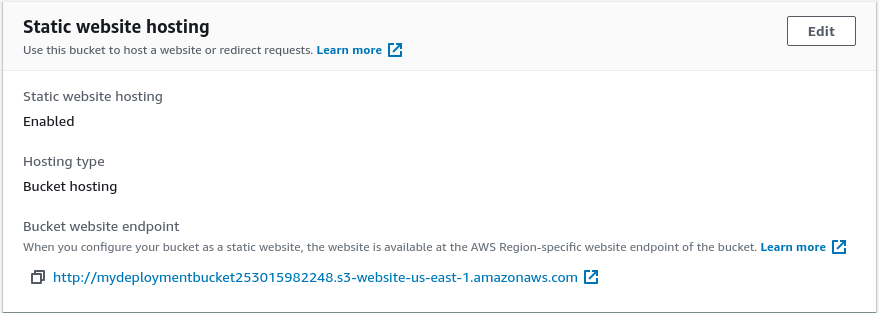 Static website hosting
Edit
Use this bucket to host a website or redirect requests. Learn more
Static website hosting
Enabled
Hosting type
Bucket hosting
Bucket website endpoint
When you configure your bucket as a static website, the website is available at the AWS Region-specific website endpoint of the bucket. Learn more
http://mydeploymentbucket253015982248.s3-website-us-east-1.amazonaws.com